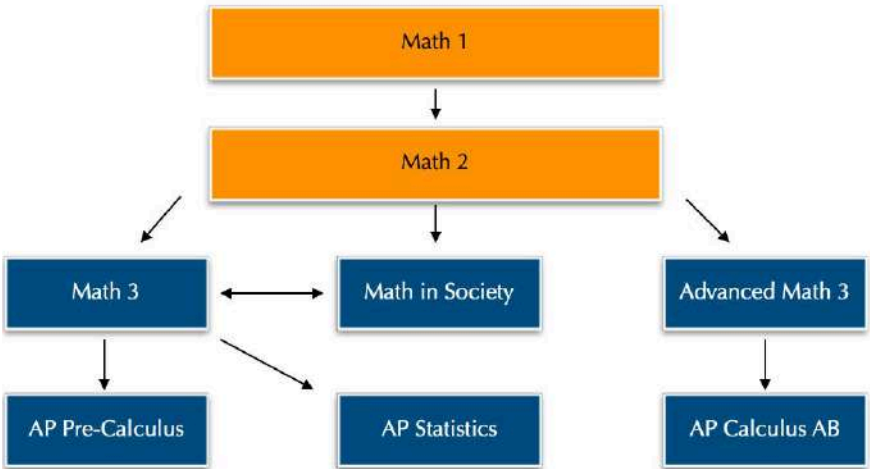 Math 1
Math 2
Math 3
Math in Society
Advanced Math 3
AP Pre-Calculus
AP Statistics
AP Calculus AB